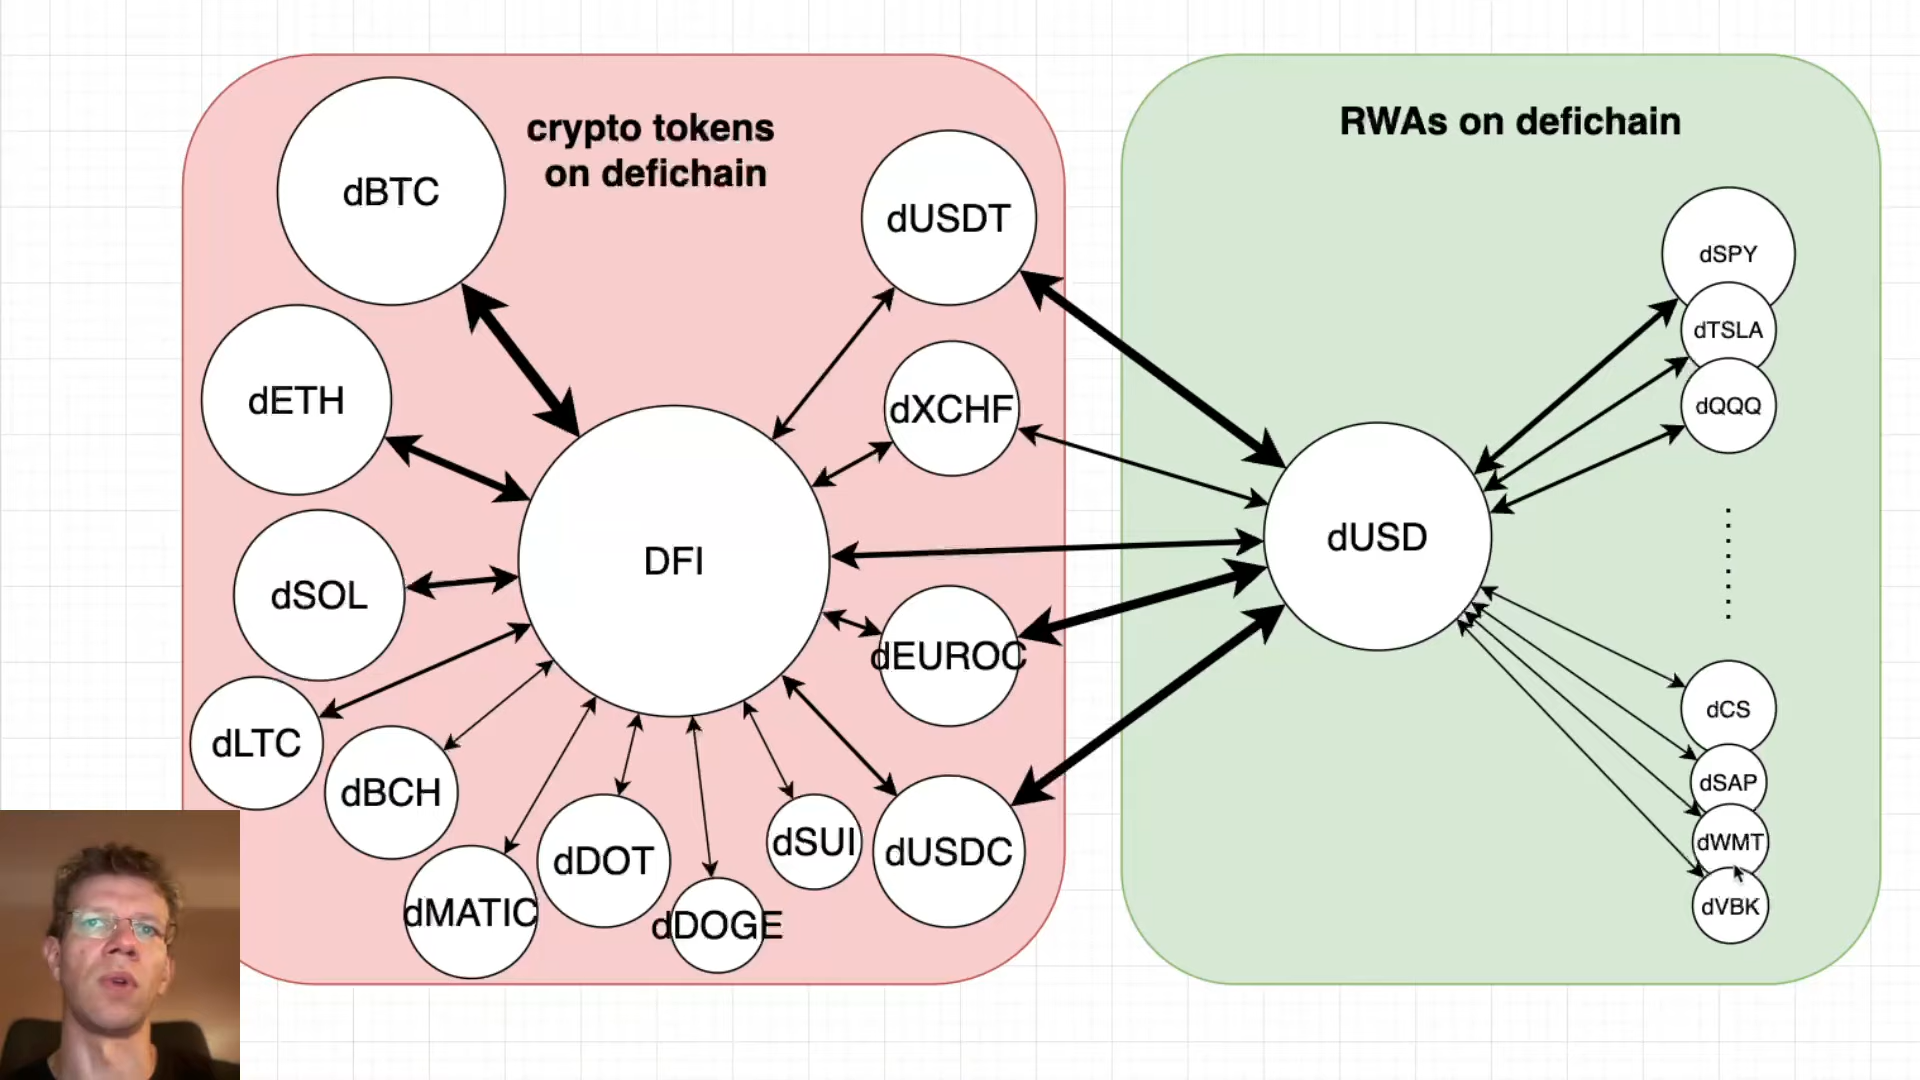 crypto tokens
on defichain
RWAs on defichain
dBTC
dUSDT
dSPY
dTSLA
dETH
dXCHF
dQQQ
DFI
dUSD
dSOL
dEUROC
dLTC
dBCH
dCS
dSAP
dMATIC
dDOT
dDOGE
dSUI
dUSDC
dWMT
dVBK